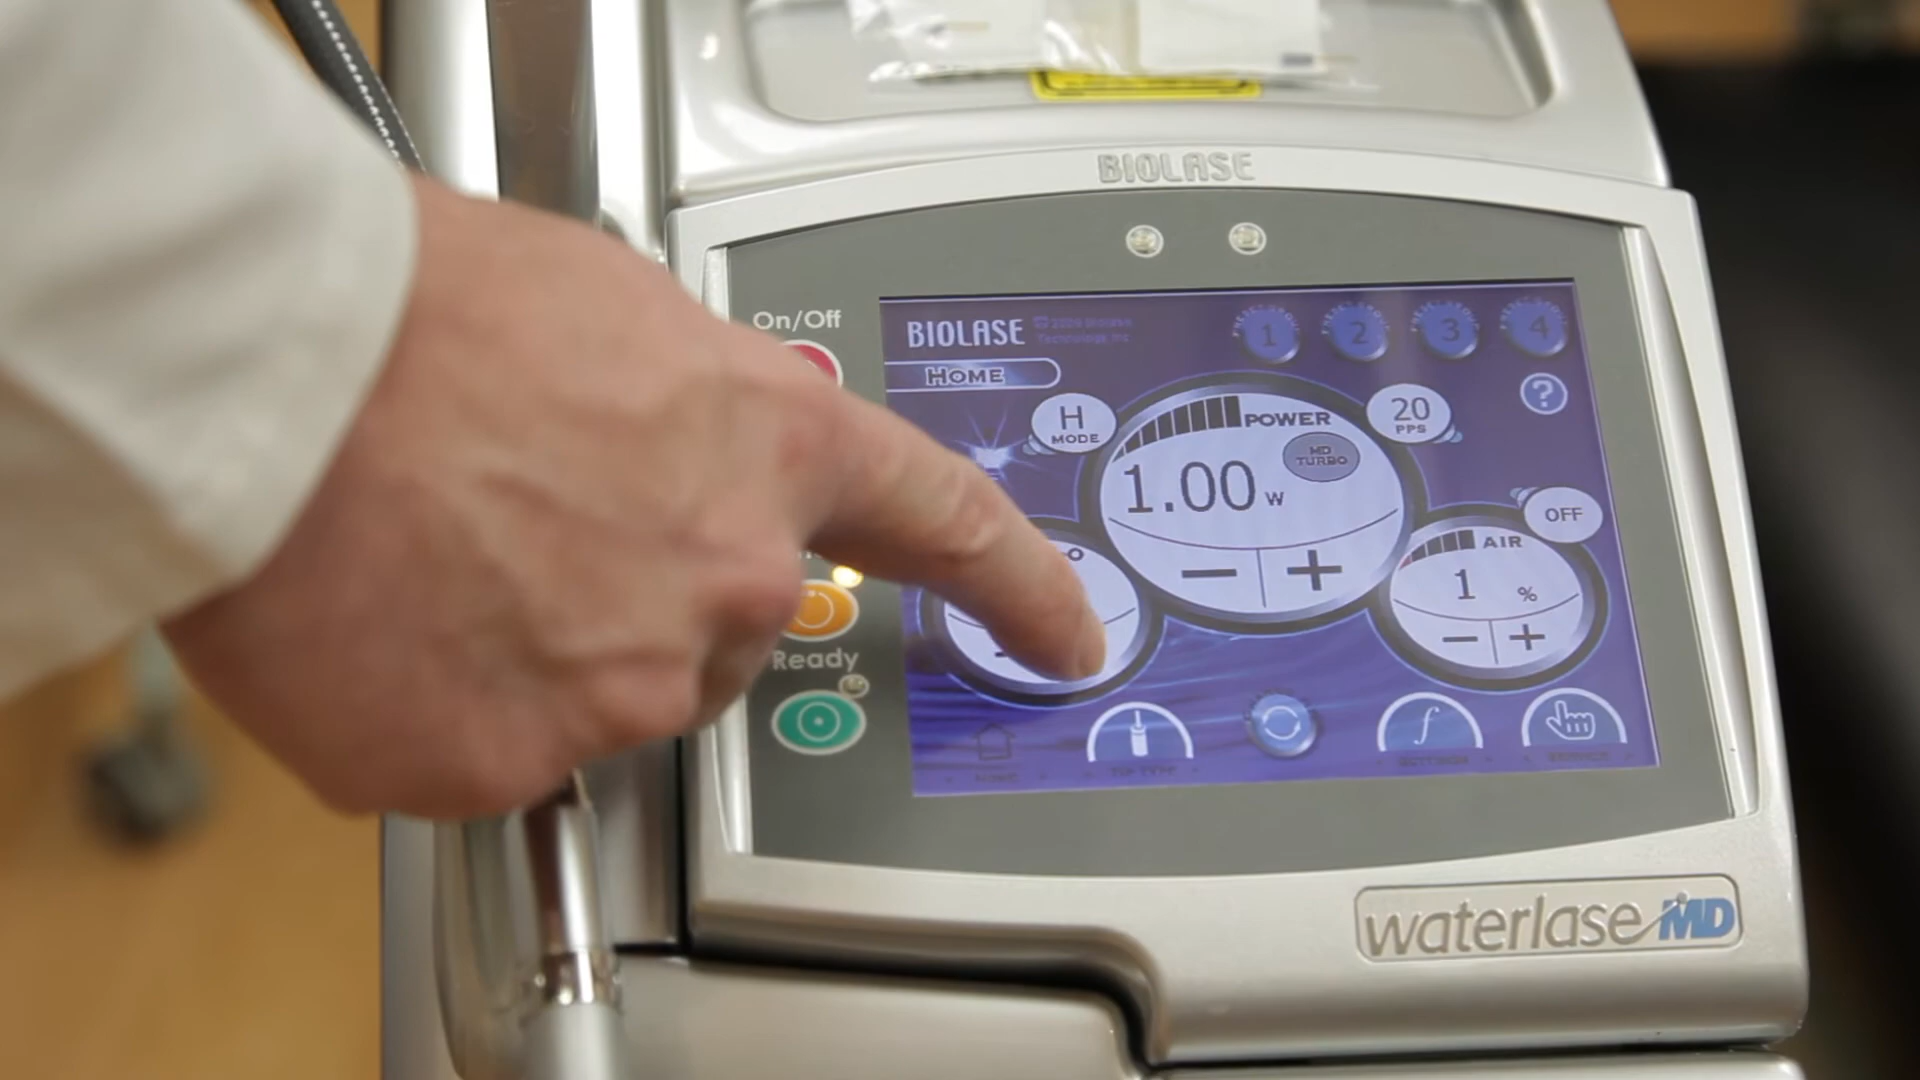 BIOLASE
On/Off
BIOLASE
1 2 3 4
HOME
?
H
MODE
POWER
20
PPS
MD
TURBO
1.00 W
OFF
AIR
1 %
− +
− +
Ready
waterlase MD